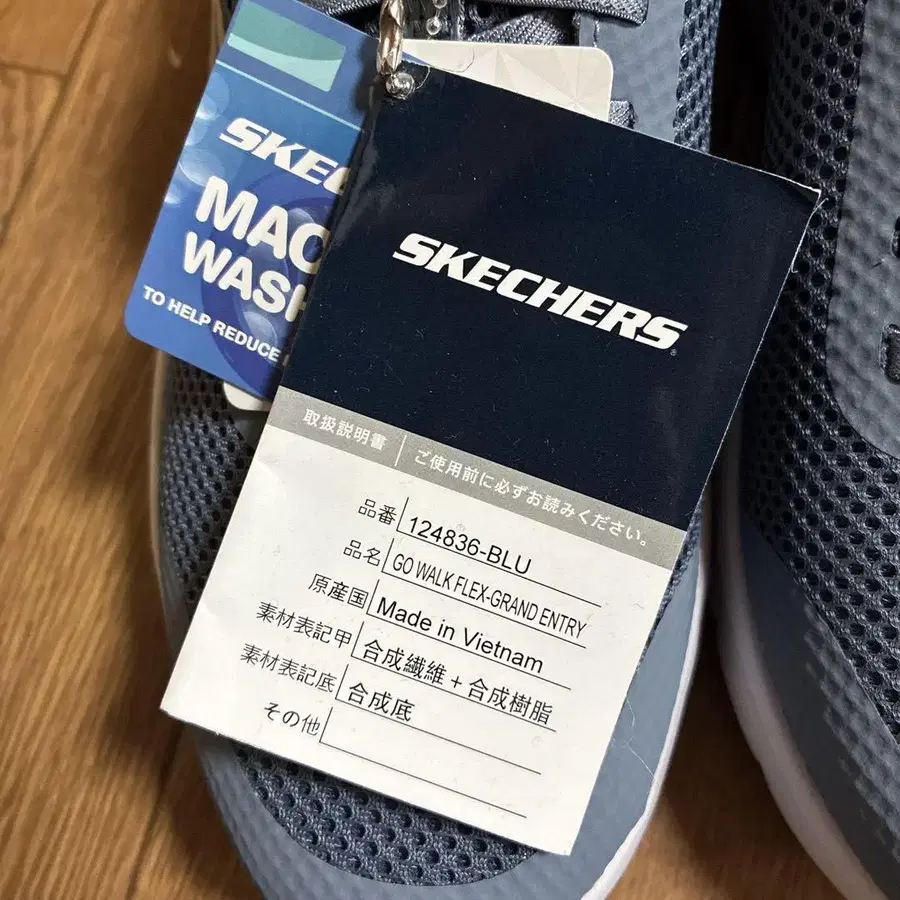 SKECHERS
取扱説明書 ご使用前に必ずお読みください。
品番 124836-BLU
品名 GO WALK FLEX-GRAND ENTRY
原産国 Made in Vietnam
素材表記甲 合成繊維 + 合成樹脂
素材表記底 合成底
その他
WASH
TO HELP REDUCE